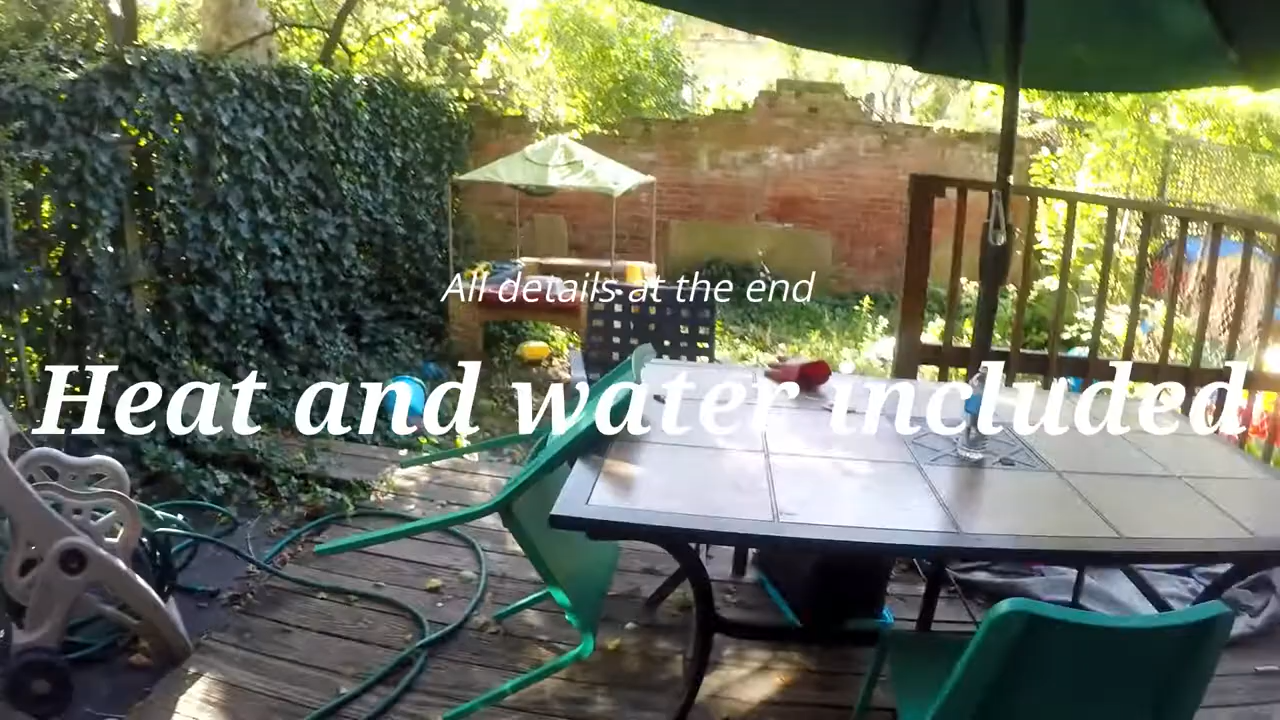 All details at the end
Heat and water included